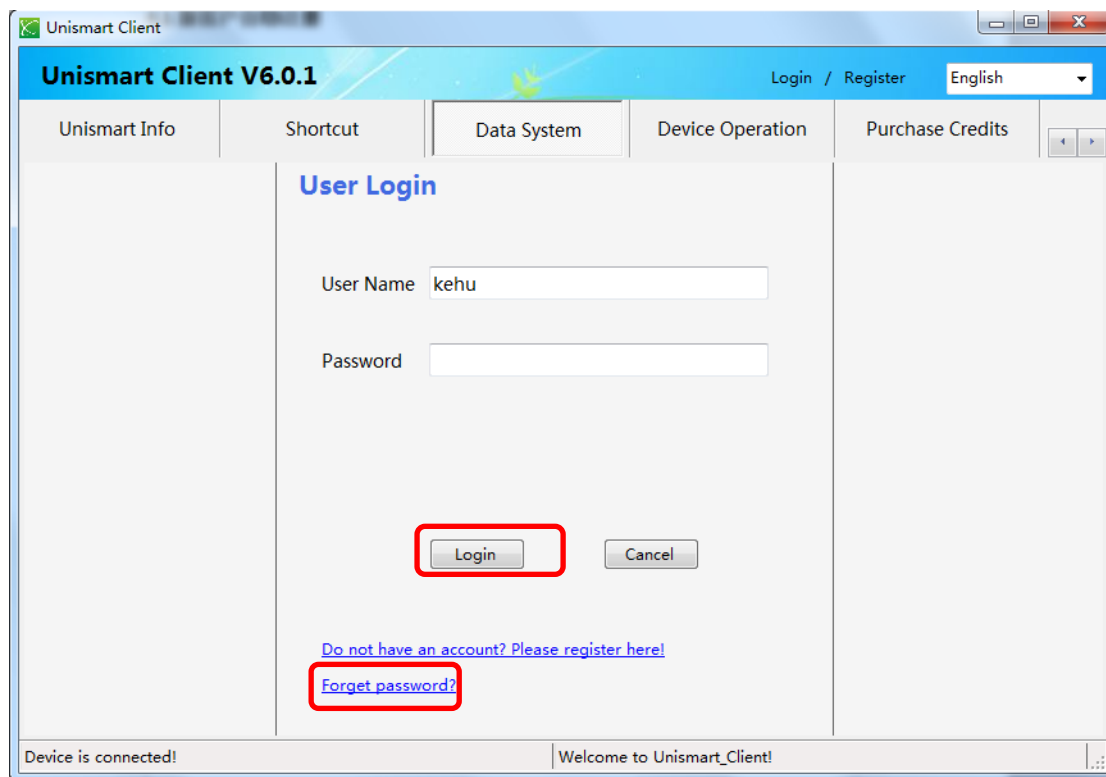 Unismart Client
Unismart Client V6.0.1
Login / Register
English
Unismart Info
Shortcut
Data System
Device Operation
Purchase Credits
User Login
User Name
kehu
Password
Login
Cancel
Do not have an account? Please register here!
Forget password?
Device is connected!
Welcome to Unismart_Client!